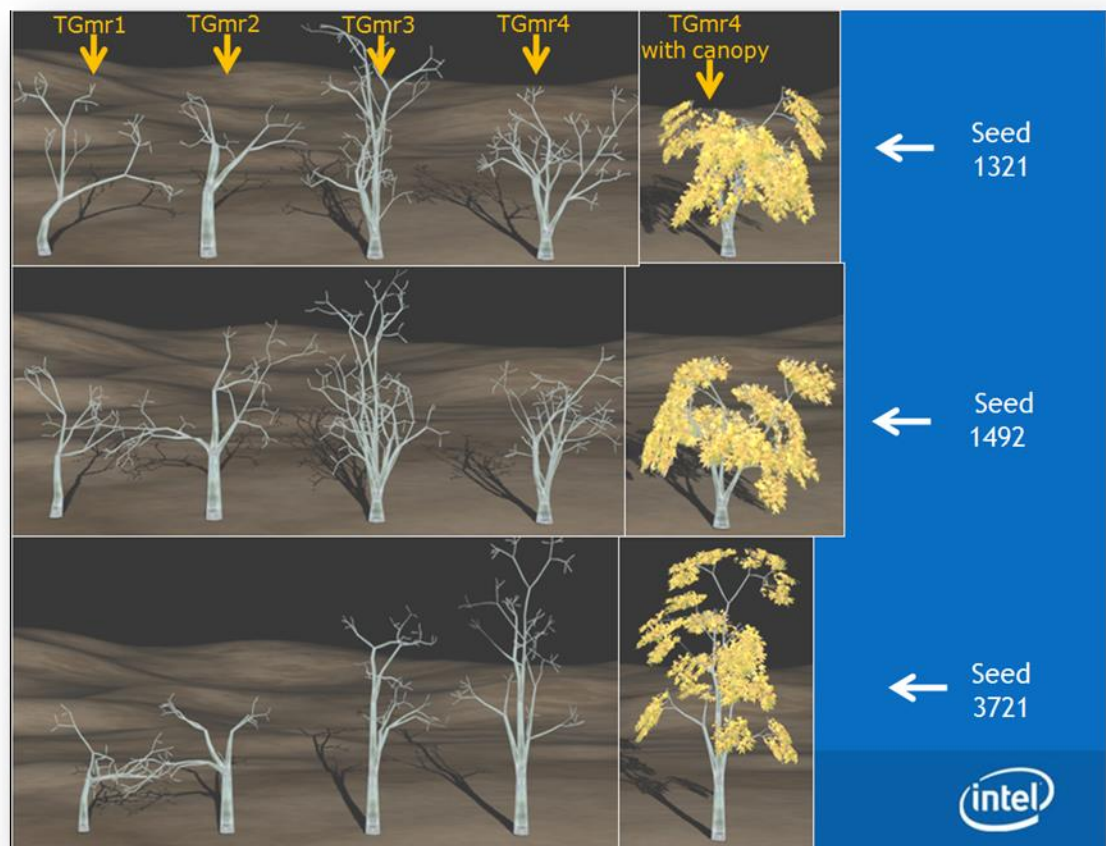 TGmr1
TGmr2
TGmr3
TGmr4
TGmr4
with canopy
Seed
1321
Seed
1492
Seed
3721
intel